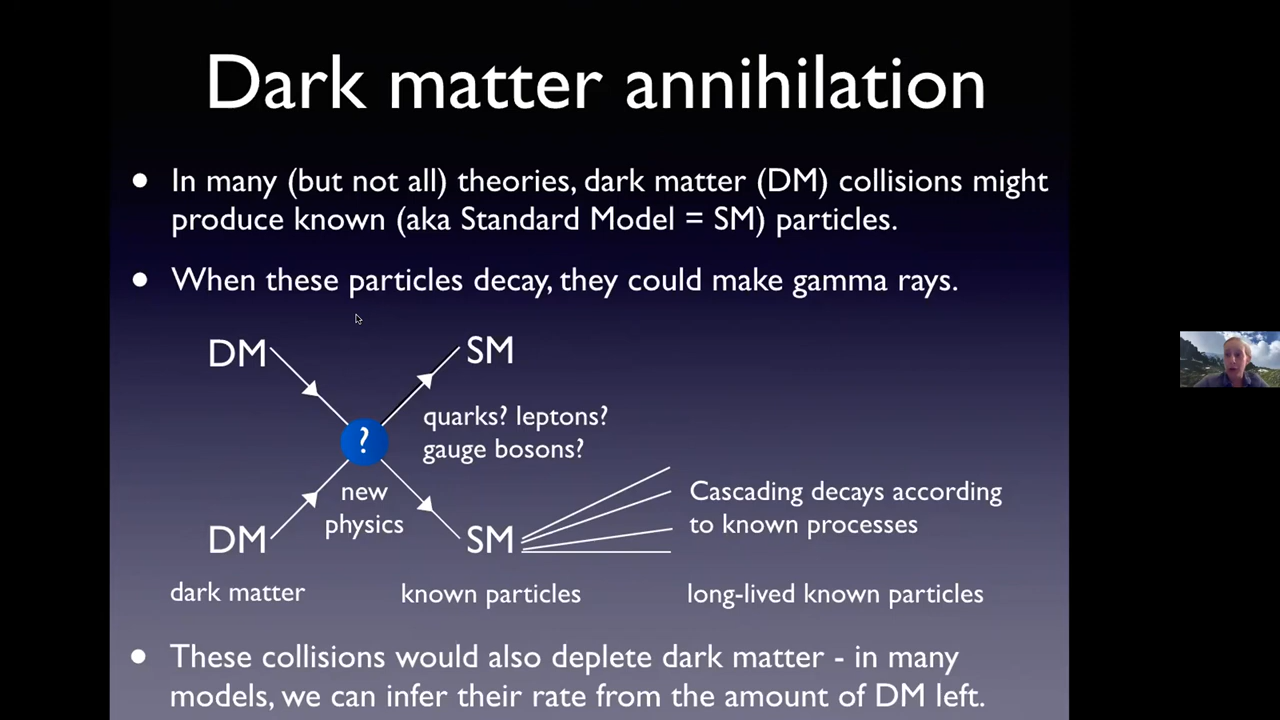 Dark matter annihilation
• In many (but not all) theories, dark matter (DM) collisions might
produce known (aka Standard Model = SM) particles.
• When these particles decay, they could make gamma rays.
DM
SM
quarks? leptons?
gauge bosons?
?
new
physics
Cascading decays according
to known processes
DM
SM
dark matter
known particles
long-lived known particles
• These collisions would also deplete dark matter - in many
models, we can infer their rate from the amount of DM left.